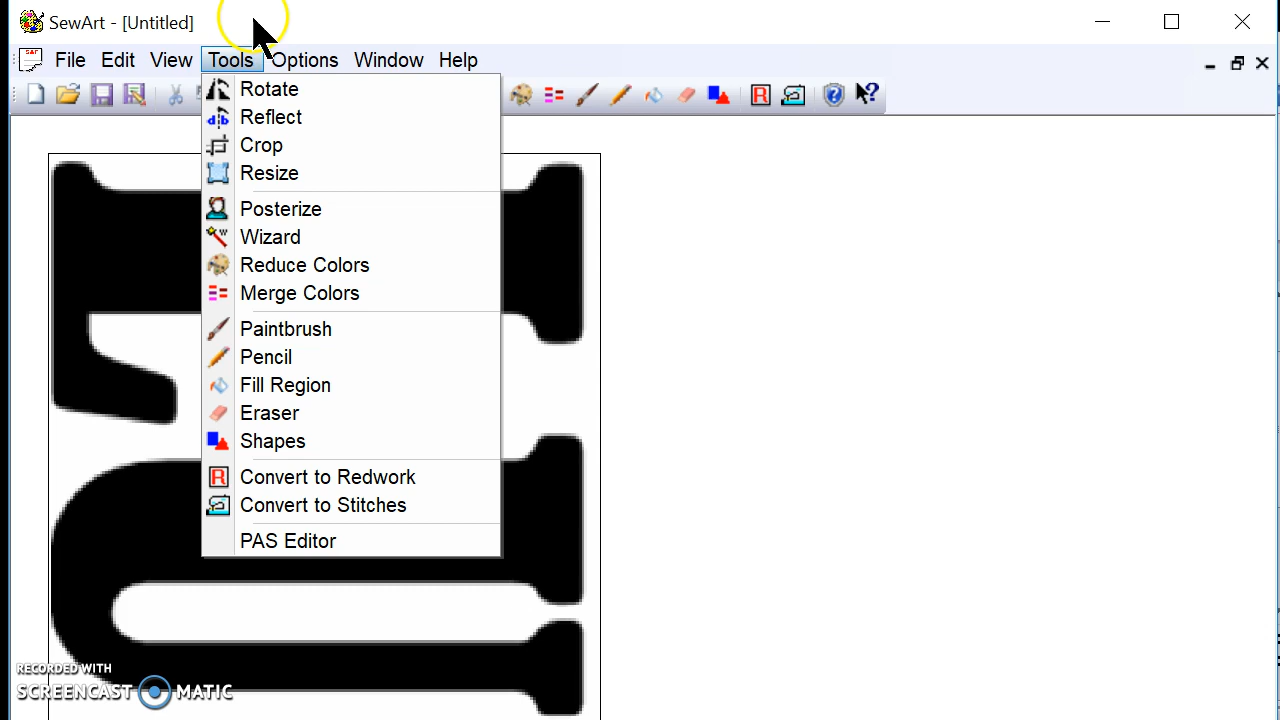 SewArt - [Untitled]
File Edit View Tools Options Window Help
Rotate
Reflect
Crop
Resize
Posterize
Wizard
Reduce Colors
Merge Colors
Paintbrush
Pencil
Fill Region
Eraser
Shapes
Convert to Redwork
Convert to Stitches
PAS Editor
RECORDED WITH
SCREENCAST MATIC